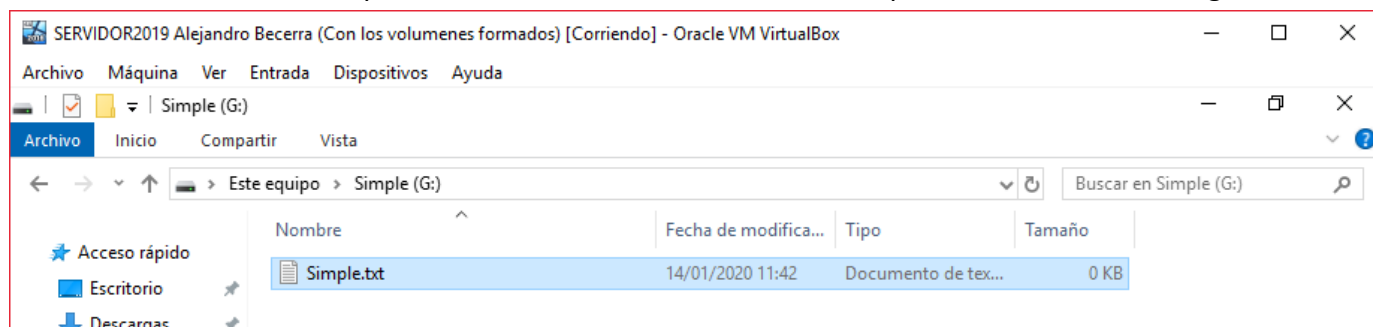 SERVIDOR2019 Alejandro Becerra (Con los volumenes formados) [Corriendo] - Oracle VM VirtualBox
Archivo Máquina Ver Entrada Dispositivos Ayuda
Simple (G:)
Archivo Inicio Compartir Vista
Este equipo > Simple (G:) Buscar en Simple (G:)
Nombre Fecha de modifica... Tipo Tamaño
Acceso rápido
Simple.txt 14/01/2020 11:42 Documento de tex... 0 KB
Escritorio
Descargas